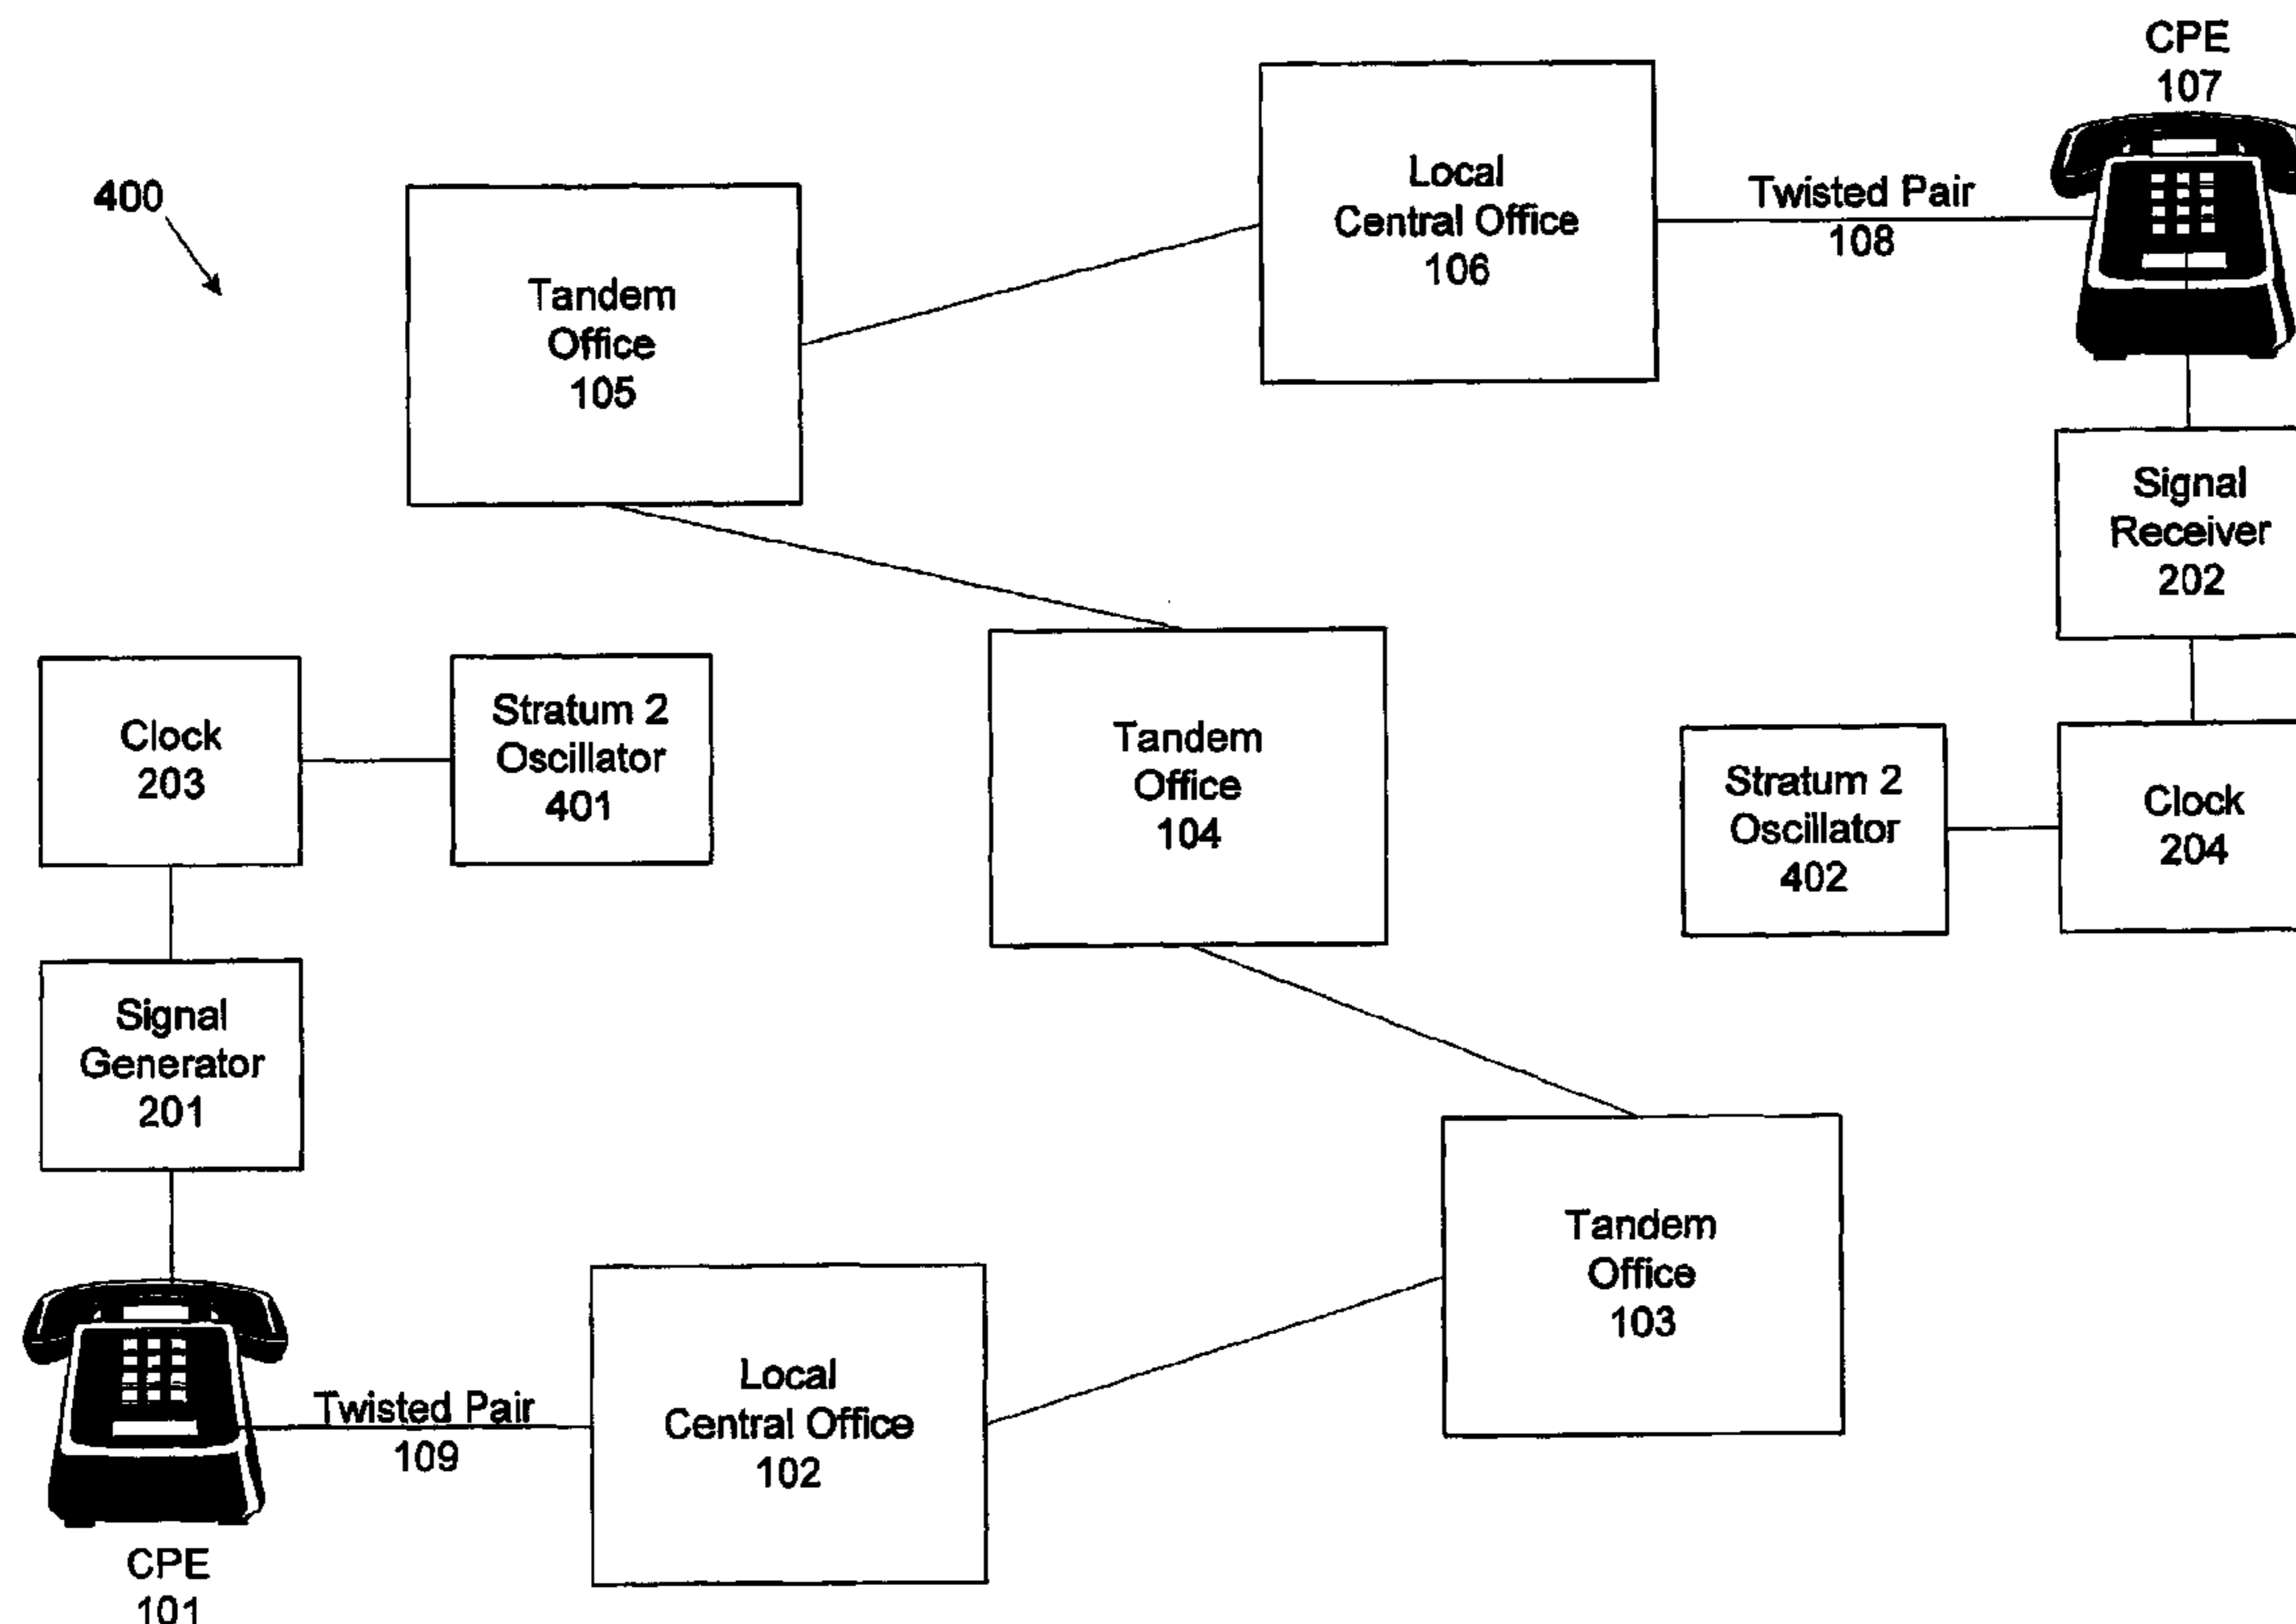 CPE
107
400
Local
Central Office
106
Twisted Pair
108
Tandem
Office
105
Signal
Receiver
202
Clock
203
Stratum 2
Oscillator
401
Tandem
Office
104
Stratum 2
Oscillator
402
Clock
204
Signal
Generator
201
Tandem
Office
103
Twisted Pair
109
Local
Central Office
102
CPE
101